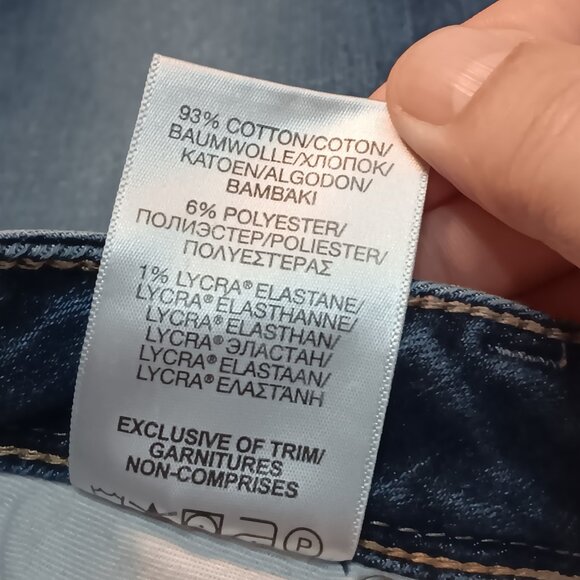 93% COTTON/COTON/
BAUMWOLLE/ХЛОПОК/
KATOEN/ALGODON/
ΒΑΜΒΑΚΙ
6% POLYESTER/
ПОЛИЭСТЕР/POLIESTER/
ΠΟΛΥΕΣΤΕΡΑΣ
1% LYCRA® ELASTANE/
LYCRA® ELASTHANNE/
LYCRA® ELASTHAN/
LYCRA® ЭЛАСТАН/
LYCRA® ELASTAAN/
LYCRA® ΕΛΑΣΤΑΝΗ
EXCLUSIVE OF TRIM/
GARNITURES
NON-COMPRISES
P